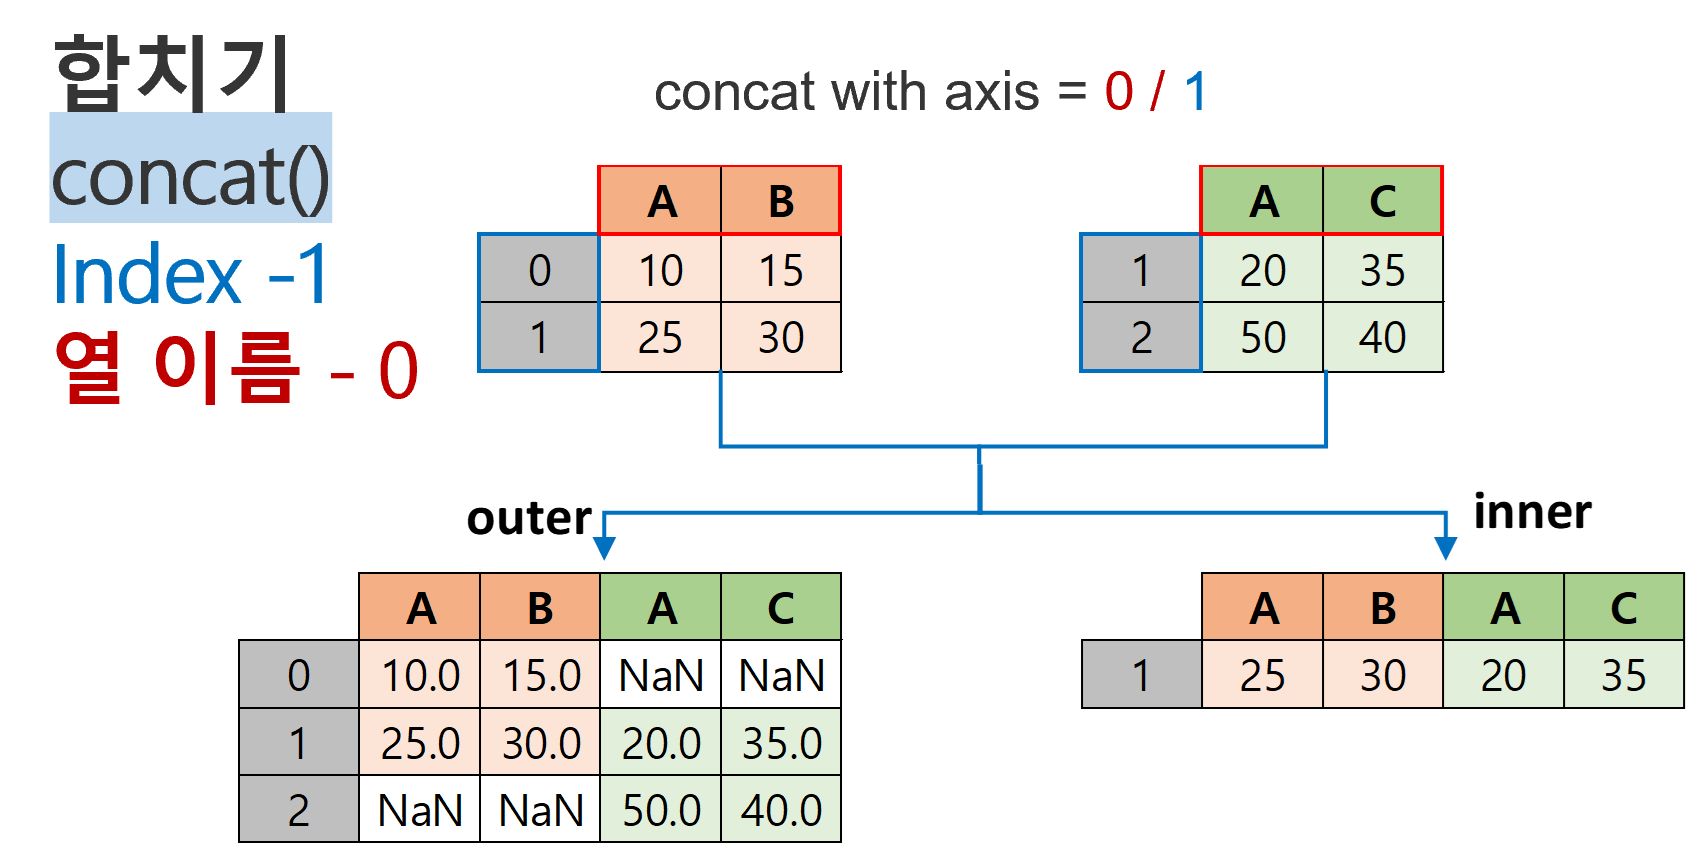 합치기
concat()
Index -1
열 이름 - 0
concat with axis = 0 / 1
A B
0 10 15
1 25 30
A C
1 20 35
2 50 40
outer
A B A C
0 10.0 15.0 NaN NaN
1 25.0 30.0 20.0 35.0
2 NaN NaN 50.0 40.0
inner
A B A C
1 25 30 20 35